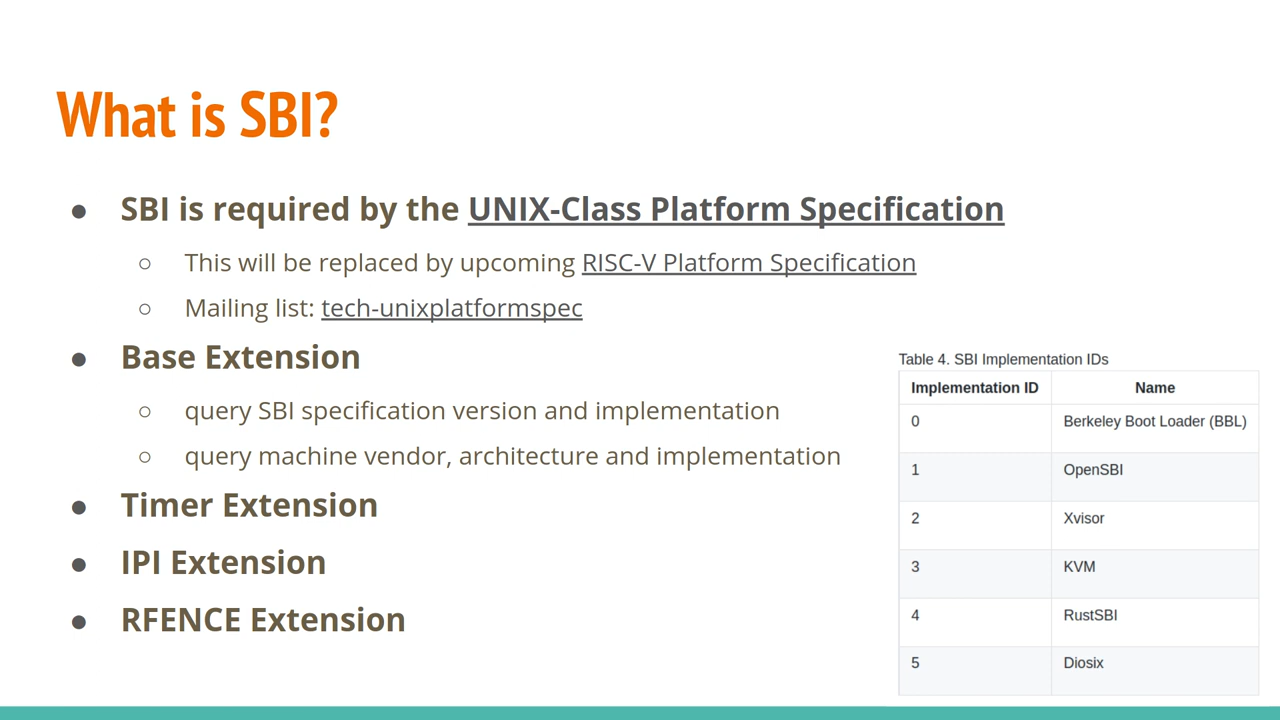 What is SBI?
● SBI is required by the UNIX-Class Platform Specification
○ This will be replaced by upcoming RISC-V Platform Specification
○ Mailing list: tech-unixplatformspec
● Base Extension
○ query SBI specification version and implementation
○ query machine vendor, architecture and implementation
● Timer Extension
● IPI Extension
● RFENCE Extension
Table 4. SBI Implementation IDs
Implementation ID Name
0 Berkeley Boot Loader (BBL)
1 OpenSBI
2 Xvisor
3 KVM
4 RustSBI
5 Diosix